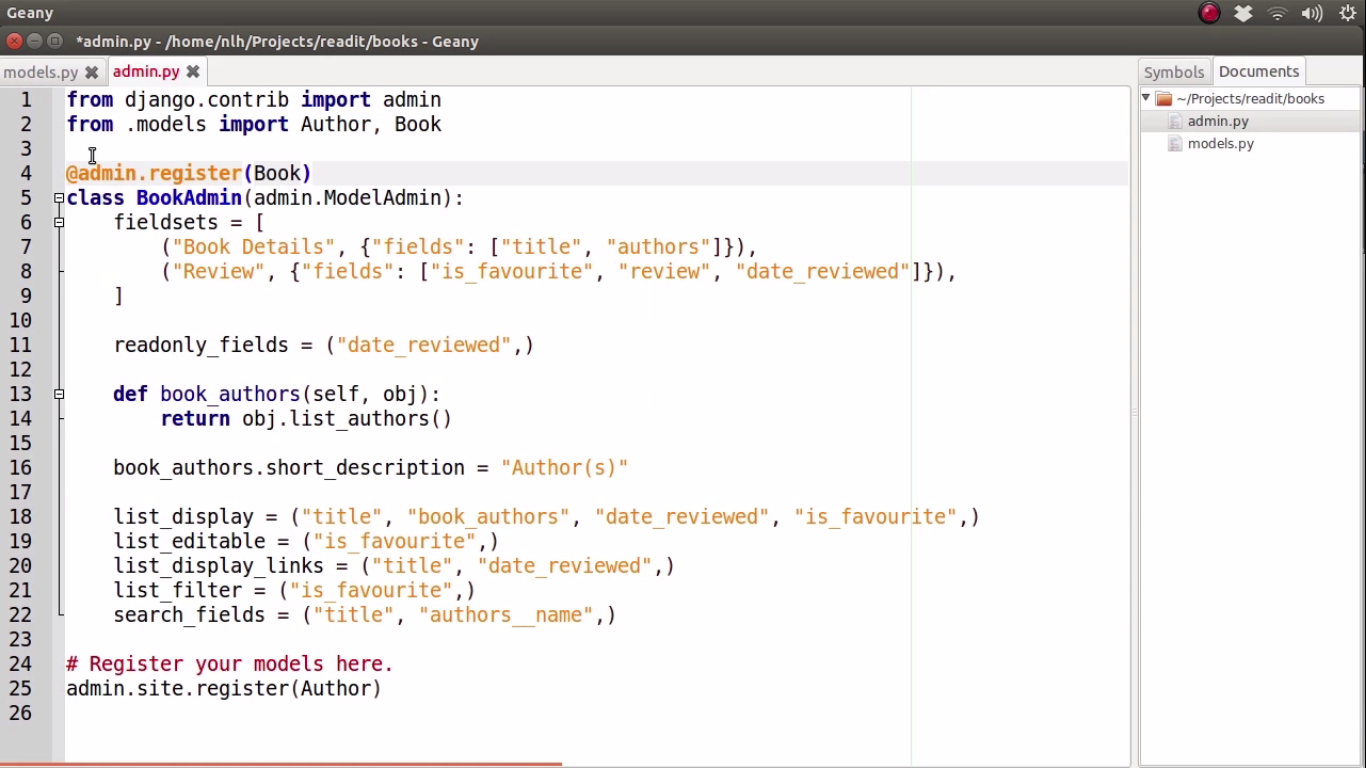 Geany
*admin.py - /home/nlh/Projects/readit/books - Geany
models.py admin.py Symbols Documents
1 from django.contrib import admin
2 from .models import Author, Book
3
4 @admin.register(Book)
5 class BookAdmin(admin.ModelAdmin):
6     fieldsets = [
7         ("Book Details", {"fields": ["title", "authors"]}),
8         ("Review", {"fields": ["is_favourite", "review", "date_reviewed"]}),
9     ]
10
11     readonly_fields = ("date_reviewed",)
12
13     def book_authors(self, obj):
14         return obj.list_authors()
15
16     book_authors.short_description = "Author(s)"
17
18     list_display = ("title", "book_authors", "date_reviewed", "is_favourite",)
19     list_editable = ("is_favourite",)
20     list_display_links = ("title", "date_reviewed",)
21     list_filter = ("is_favourite",)
22     search_fields = ("title", "authors__name",)
23
24 # Register your models here.
25 admin.site.register(Author)
26
~/Projects/readit/books
admin.py
models.py